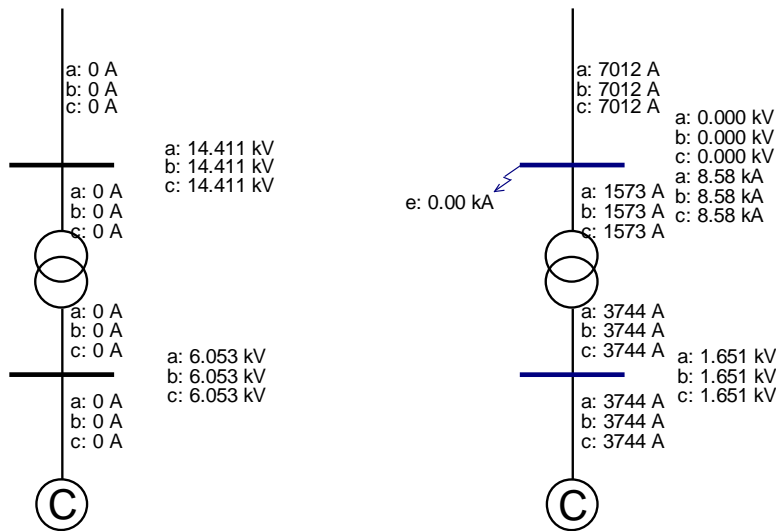 a: 0 A
b: 0 A
c: 0 A
a: 14.411 kV
b: 14.411 kV
c: 14.411 kV
a: 0 A
b: 0 A
c: 0 A
a: 0 A
b: 0 A
c: 0 A
a: 6.053 kV
b: 6.053 kV
c: 6.053 kV
a: 0 A
b: 0 A
c: 0 A
C
a: 7012 A
b: 7012 A
c: 7012 A
a: 0.000 kV
b: 0.000 kV
c: 0.000 kV
a: 8.58 kA
b: 8.58 kA
c: 8.58 kA
e: 0.00 kA
a: 1573 A
b: 1573 A
c: 1573 A
a: 3744 A
b: 3744 A
c: 3744 A
a: 1.651 kV
b: 1.651 kV
c: 1.651 kV
a: 3744 A
b: 3744 A
c: 3744 A
C